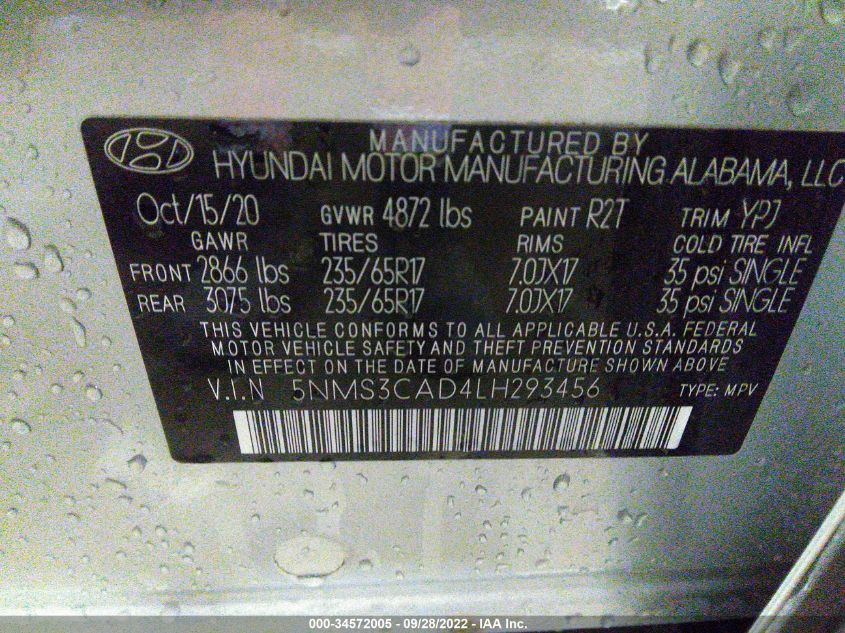 MANUFACTURED BY
HYUNDAI MOTOR MANUFACTURING ALABAMA, LLC
Oct/15/20 GVWR 4872 lbs PAINT R2T TRIM YPJ
GAWR TIRES RIMS COLD TIRE INFL
FRONT 2866 lbs 235/65R17 7.0JX17 35 psi SINGLE
REAR 3075 lbs 235/65R17 7.0JX17 35 psi SINGLE
THIS VEHICLE CONFORMS TO ALL APPLICABLE U.S.A. FEDERAL
MOTOR VEHICLE SAFETY AND THEFT PREVENTION STANDARDS
IN EFFECT ON THE DATE OF MANUFACTURE SHOWN ABOVE
V.I.N 5NMS3CAD4LH293456 TYPE: MPV
000-34572005 - 09/28/2022 - IAA Inc.